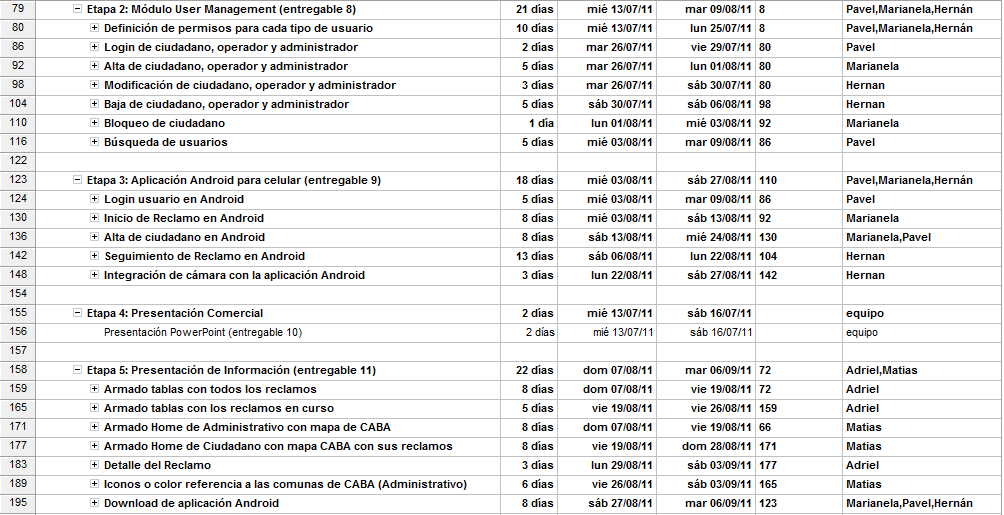 79 Etapa 2: Módulo User Management (entregable 8) 21 días mié 13/07/11 mar 09/08/11 8 Pavel,Marianela,Hernán
80 Definición de permisos para cada tipo de usuario 10 días mié 13/07/11 lun 25/07/11 8 Pavel,Marianela,Hernán
86 Login de ciudadano, operador y administrador 2 días mar 26/07/11 vie 29/07/11 80 Pavel
92 Alta de ciudadano, operador y administrador 5 días mar 26/07/11 lun 01/08/11 80 Marianela
98 Modificación de ciudadano, operador y administrador 3 días mar 26/07/11 sáb 30/07/11 80 Hernan
104 Baja de ciudadano, operador y administrador 5 días sáb 30/07/11 sáb 06/08/11 98 Hernan
110 Bloqueo de ciudadano 1 día lun 01/08/11 mié 03/08/11 92 Marianela
116 Búsqueda de usuarios 5 días mié 03/08/11 mar 09/08/11 86 Pavel
122
123 Etapa 3: Aplicación Android para celular (entregable 9) 18 días mié 03/08/11 sáb 27/08/11 110 Pavel,Marianela,Hernán
124 Login usuario en Android 5 días mié 03/08/11 mar 09/08/11 86 Pavel
130 Inicio de Reclamo en Android 8 días mié 03/08/11 sáb 13/08/11 92 Marianela
136 Alta de ciudadano en Android 8 días sáb 13/08/11 mié 24/08/11 130 Marianela,Pavel
142 Seguimiento de Reclamo en Android 13 días sáb 06/08/11 lun 22/08/11 104 Hernan
148 Integración de cámara con la aplicación Android 3 días lun 22/08/11 sáb 27/08/11 142 Hernan
154
155 Etapa 4: Presentación Comercial 2 días mié 13/07/11 sáb 16/07/11 equipo
156 Presentación PowerPoint (entregable 10) 2 días mié 13/07/11 sáb 16/07/11 equipo
157
158 Etapa 5: Presentación de Información (entregable 11) 22 días dom 07/08/11 mar 06/09/11 72 Adriel,Matias
159 Armado tablas con todos los reclamos 8 días dom 07/08/11 vie 19/08/11 72 Adriel
165 Armado tablas con los reclamos en curso 5 días vie 19/08/11 vie 26/08/11 159 Adriel
171 Armado Home de Administrativo con mapa de CABA 8 días dom 07/08/11 vie 19/08/11 66 Matias
177 Armado Home de Ciudadano con mapa CABA con sus reclamos 8 días vie 19/08/11 dom 28/08/11 171 Matias
183 Detalle del Reclamo 3 días lun 29/08/11 sáb 03/09/11 177 Adriel
189 Iconos o color referencia a las comunas de CABA (Administrativo) 6 días vie 26/08/11 sáb 03/09/11 165 Matias
195 Download de aplicación Android 8 días sáb 27/08/11 mar 06/09/11 123 Marianela,Pavel,Hernán